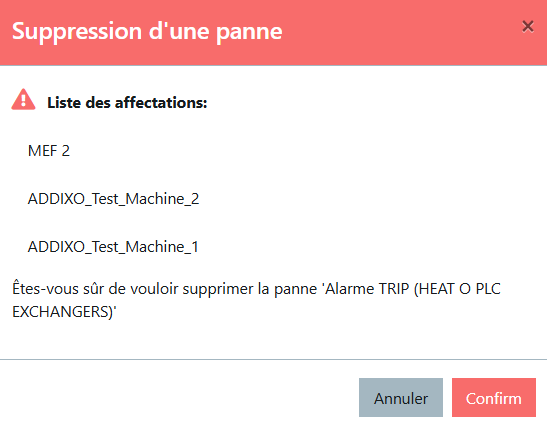 Suppression d'une panne
×
Liste des affectations:
MEF 2
ADDIXO_Test_Machine_2
ADDIXO_Test_Machine_1
Êtes-vous sûr de vouloir supprimer la panne 'Alarme TRIP (HEAT O PLC
EXCHANGERS)'
Annuler
Confirm